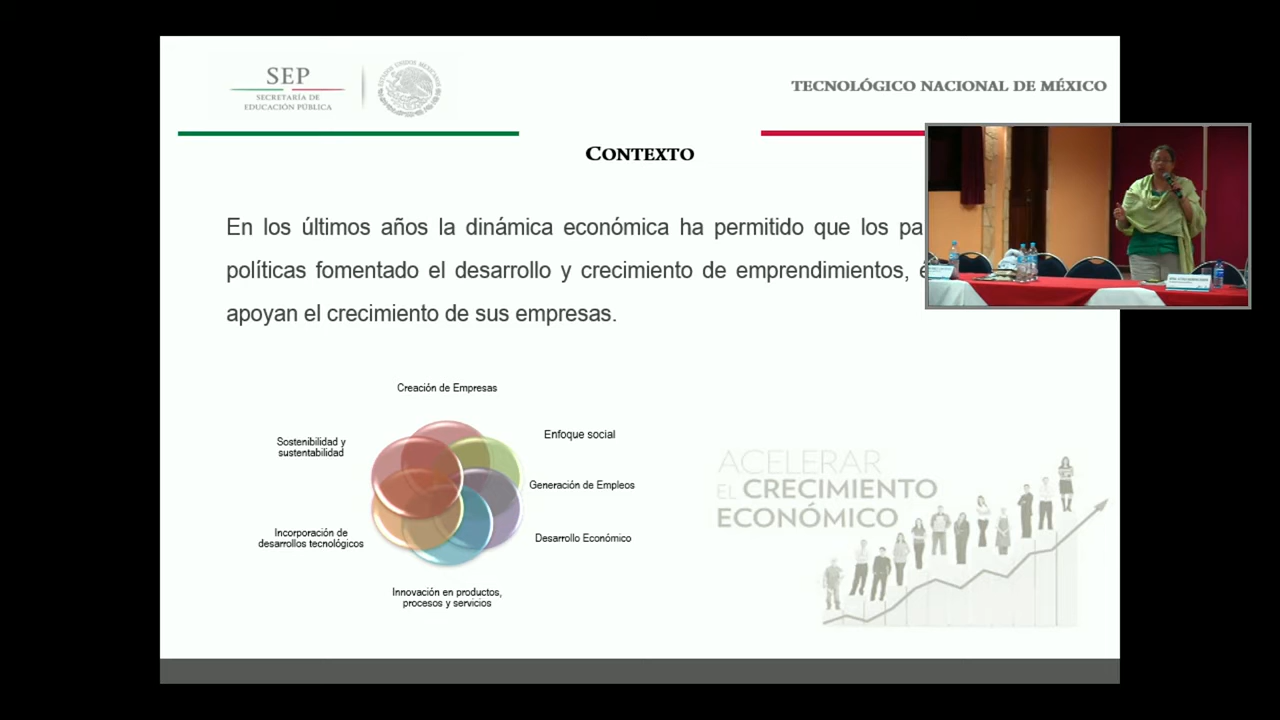 SEP
SECRETARÍA DE
EDUCACIÓN PÚBLICA
ESTADOS UNIDOS MEXICANOS
TECNOLÓGICO NACIONAL DE MÉXICO
CONTEXTO
En los últimos años la dinámica económica ha permitido que los pa
políticas fomentado el desarrollo y crecimiento de emprendimientos,
apoyan el crecimiento de sus empresas.
Creación de Empresas
Enfoque social
Sostenibilidad y
sustentabilidad
Generación de Empleos
Incorporación de
desarrollos tecnológicos
Desarrollo Económico
Innovación en productos,
procesos y servicios
ACELERAR
EL CRECIMIENTO
ECONÓMICO